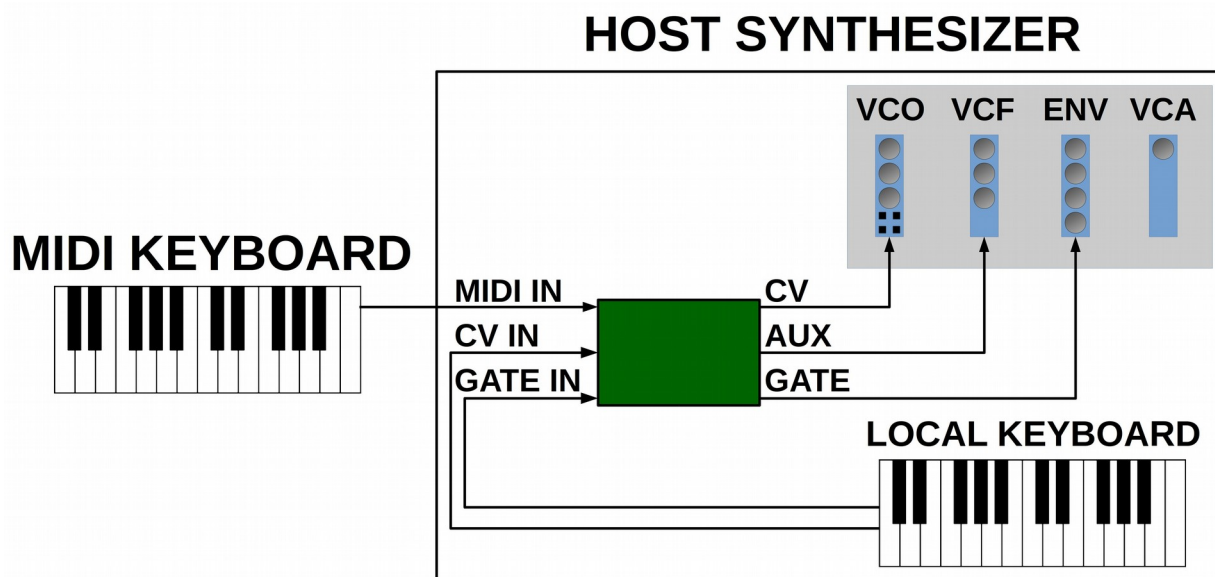 HOST SYNTHESIZER
VCO VCF ENV VCA
MIDI KEYBOARD
MIDI IN CV
CV IN AUX
GATE IN GATE
LOCAL KEYBOARD